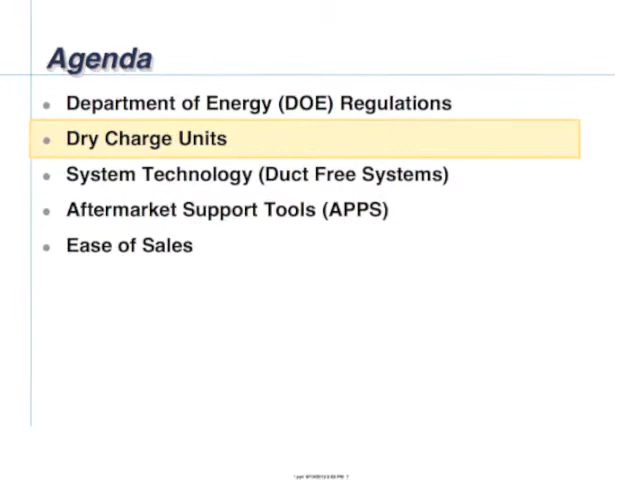 Agenda
Department of Energy (DOE) Regulations
Dry Charge Units
System Technology (Duct Free Systems)
Aftermarket Support Tools (APPS)
Ease of Sales